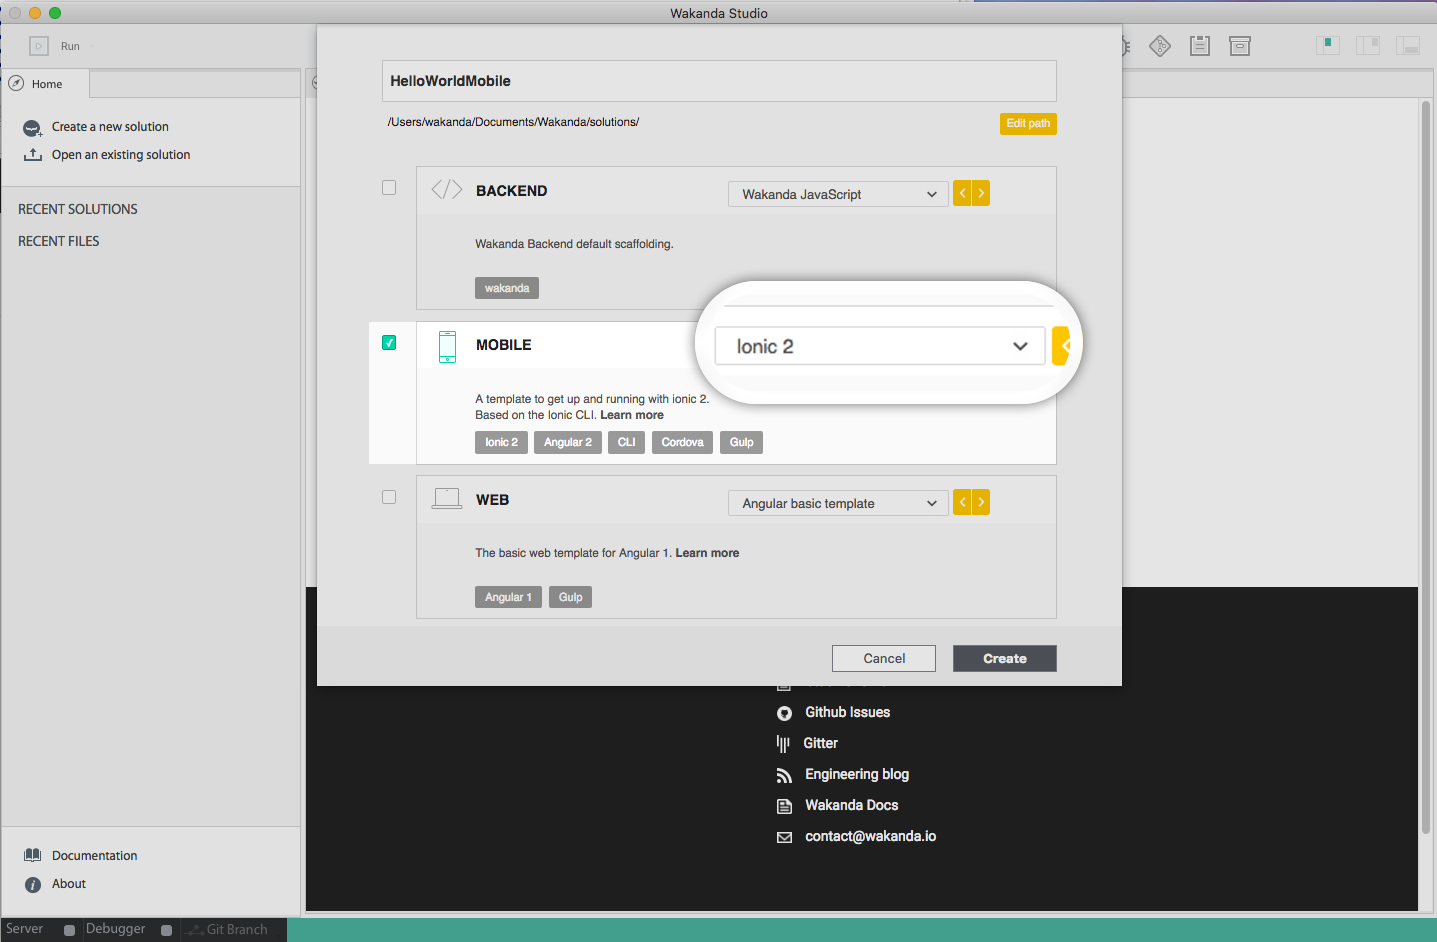 Wakanda Studio
Run
Home
Create a new solution
Open an existing solution
RECENT SOLUTIONS
RECENT FILES
HelloWorldMobile
/Users/wakanda/Documents/Wakanda/solutions/
Edit path
BACKEND
Wakanda JavaScript
Wakanda Backend default scaffolding.
wakanda
MOBILE
Ionic 2
A template to get up and running with ionic 2.
Based on the Ionic CLI. Learn more
Ionic 2 Angular 2 CLI Cordova Gulp
WEB
Angular basic template
The basic web template for Angular 1. Learn more
Angular 1 Gulp
Cancel Create
Github Issues
Gitter
Engineering blog
Wakanda Docs
contact@wakanda.io
Documentation
About
Server Debugger Git Branch